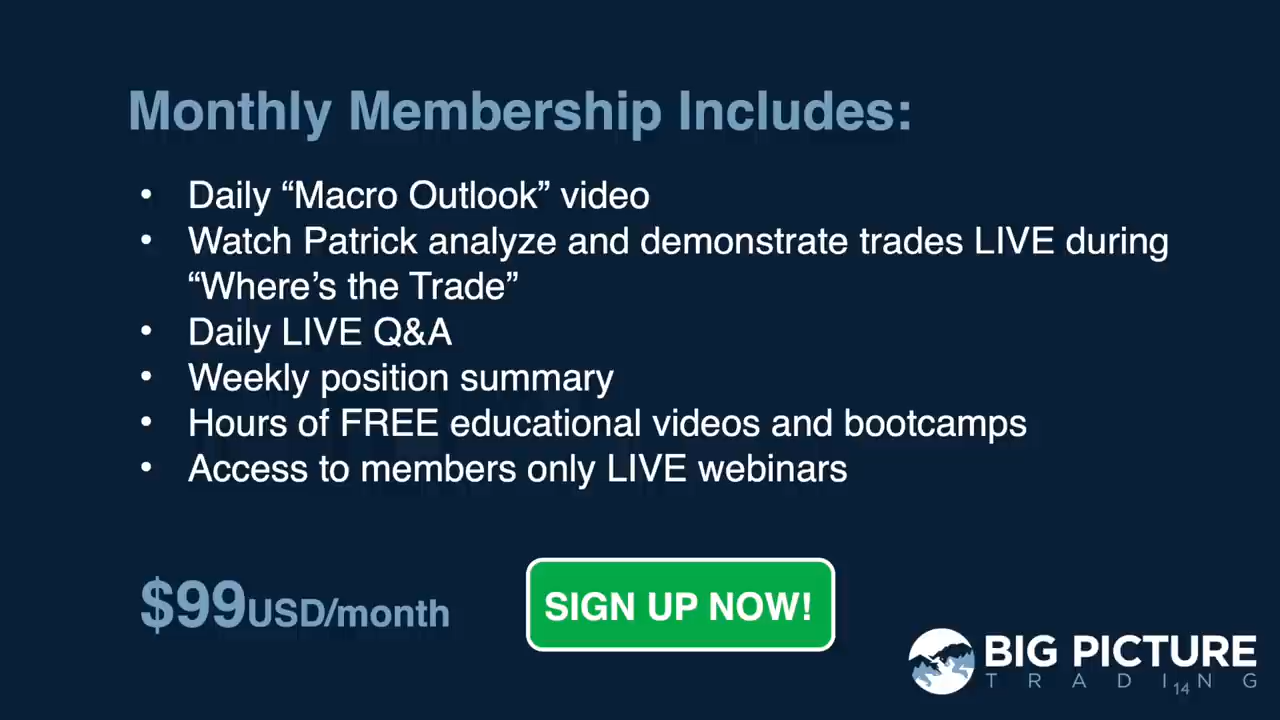 Monthly Membership Includes:
• Daily “Macro Outlook” video
• Watch Patrick analyze and demonstrate trades LIVE during
“Where’s the Trade”
• Daily LIVE Q&A
• Weekly position summary
• Hours of FREE educational videos and bootcamps
• Access to members only LIVE webinars
$99USD/month
SIGN UP NOW!
BIG PICTURE
TRADING
14